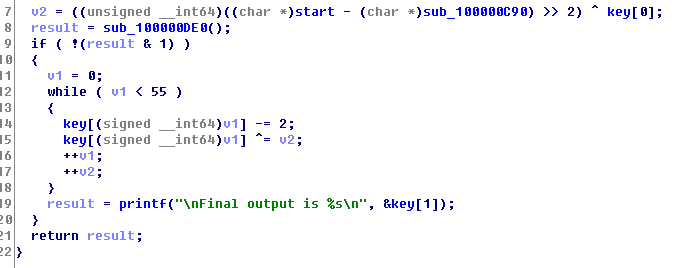 7 v2 = ((unsigned __int64)((char *)start - (char *)sub_100000C90) >> 2) ^ key[0];
8 result = sub_100000DE0();
9 if ( !(result & 1) )
10 {
11 v1 = 0;
12 while ( v1 < 55 )
13 {
14 key[(signed __int64)v1] -= 2;
15 key[(signed __int64)v1] ^= v2;
16 ++v1;
17 ++v2;
18 }
19 result = printf("\nFinal output is %s\n", &key[1]);
20 }
21 return result;
22 }